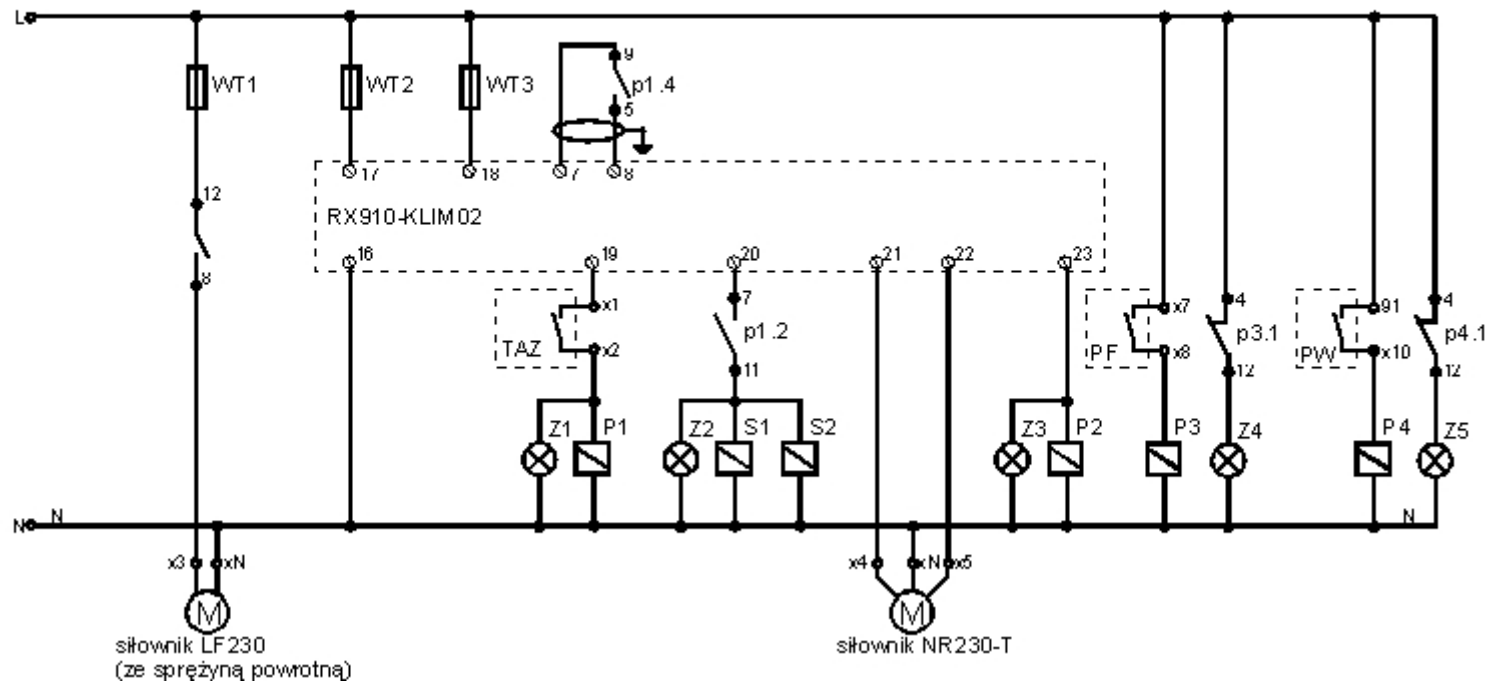 L
WT1
WT2
WT3
9
p1.4
5
17
18
7
8
12
RX910-KLIM02
8
16
19
20
21
22
23
x1
TAZ
x2
7
p1.2
11
x7
PF
x8
4
p3.1
12
91
PW
x10
4
p4.1
12
Z1
P1
Z2
S1
S2
Z3
P2
P3
Z4
P4
Z5
N
N
N
x3
xN
x4
xN
x5
M
M
siłownik LF230
(ze sprężyną powrotną)
siłownik NR230-T